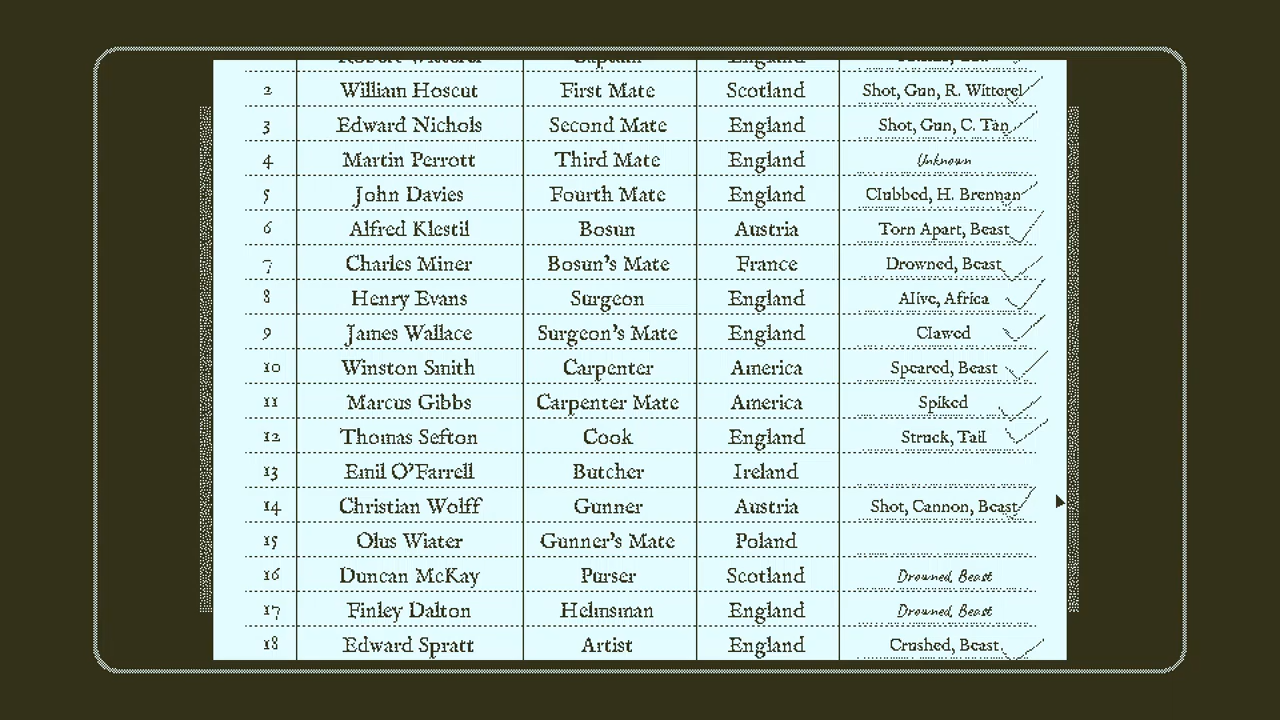 2 William Hoscut First Mate Scotland Shot, Gun, R. Witterel
3 Edward Nichols Second Mate England Shot, Gun, C. Tan
4 Martin Perrott Third Mate England Unknown
5 John Davies Fourth Mate England Clubbed, H. Brennan
6 Alfred Klestil Bosun Austria Torn Apart, Beast
7 Charles Miner Bosun's Mate France Drowned, Beast
8 Henry Evans Surgeon England Alive, Africa
9 James Wallace Surgeon's Mate England Clawed
10 Winston Smith Carpenter America Speared, Beast
11 Marcus Gibbs Carpenter Mate America Spiked
12 Thomas Sefton Cook England Struck, Tail
13 Emil O'Farrell Butcher Ireland
14 Christian Wolff Gunner Austria Shot, Cannon, Beast
15 Olus Wiater Gunner's Mate Poland
16 Duncan McKay Purser Scotland Drowned, Beast
17 Finley Dalton Helmsman England Drowned, Beast
18 Edward Spratt Artist England Crushed, Beast